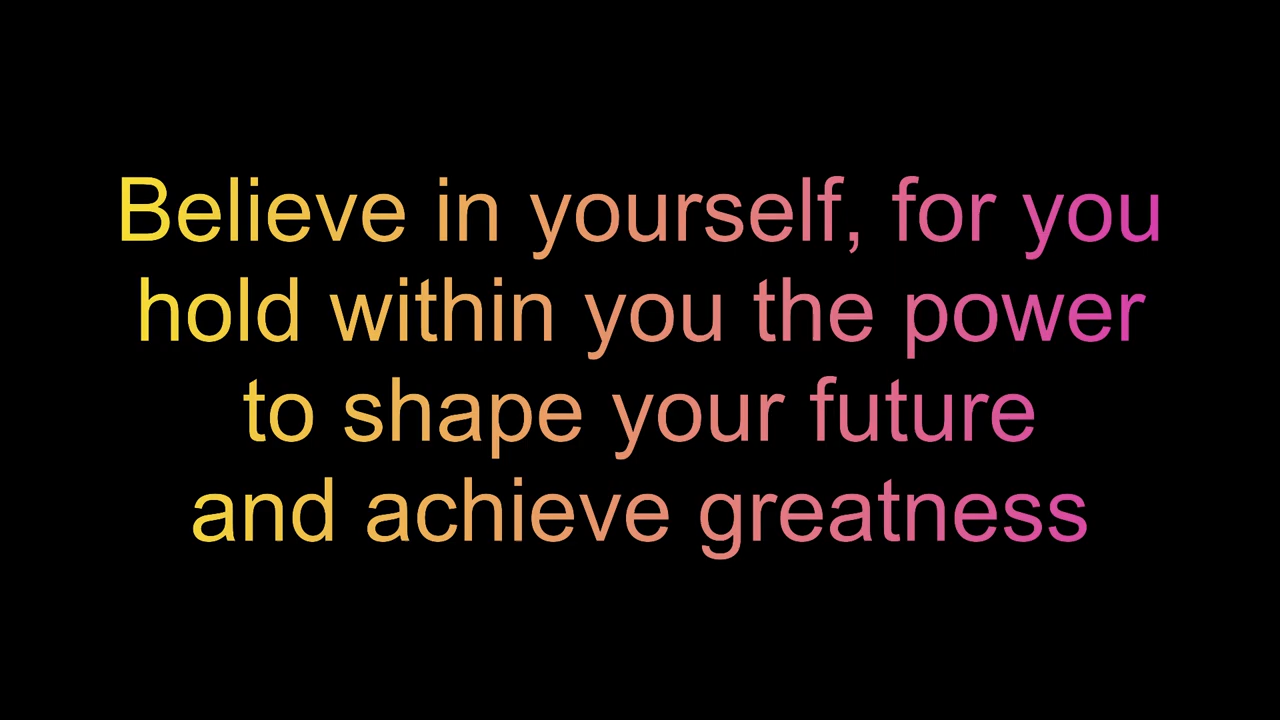 Believe in yourself, for you
hold within you the power
to shape your future
and achieve greatness